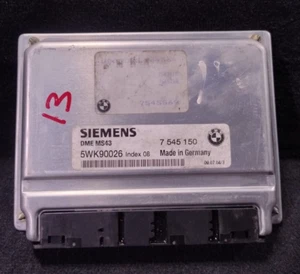 13
SIEMENS
DME MS43
7 545 150
5WK90026 Index 08
Made in Germany